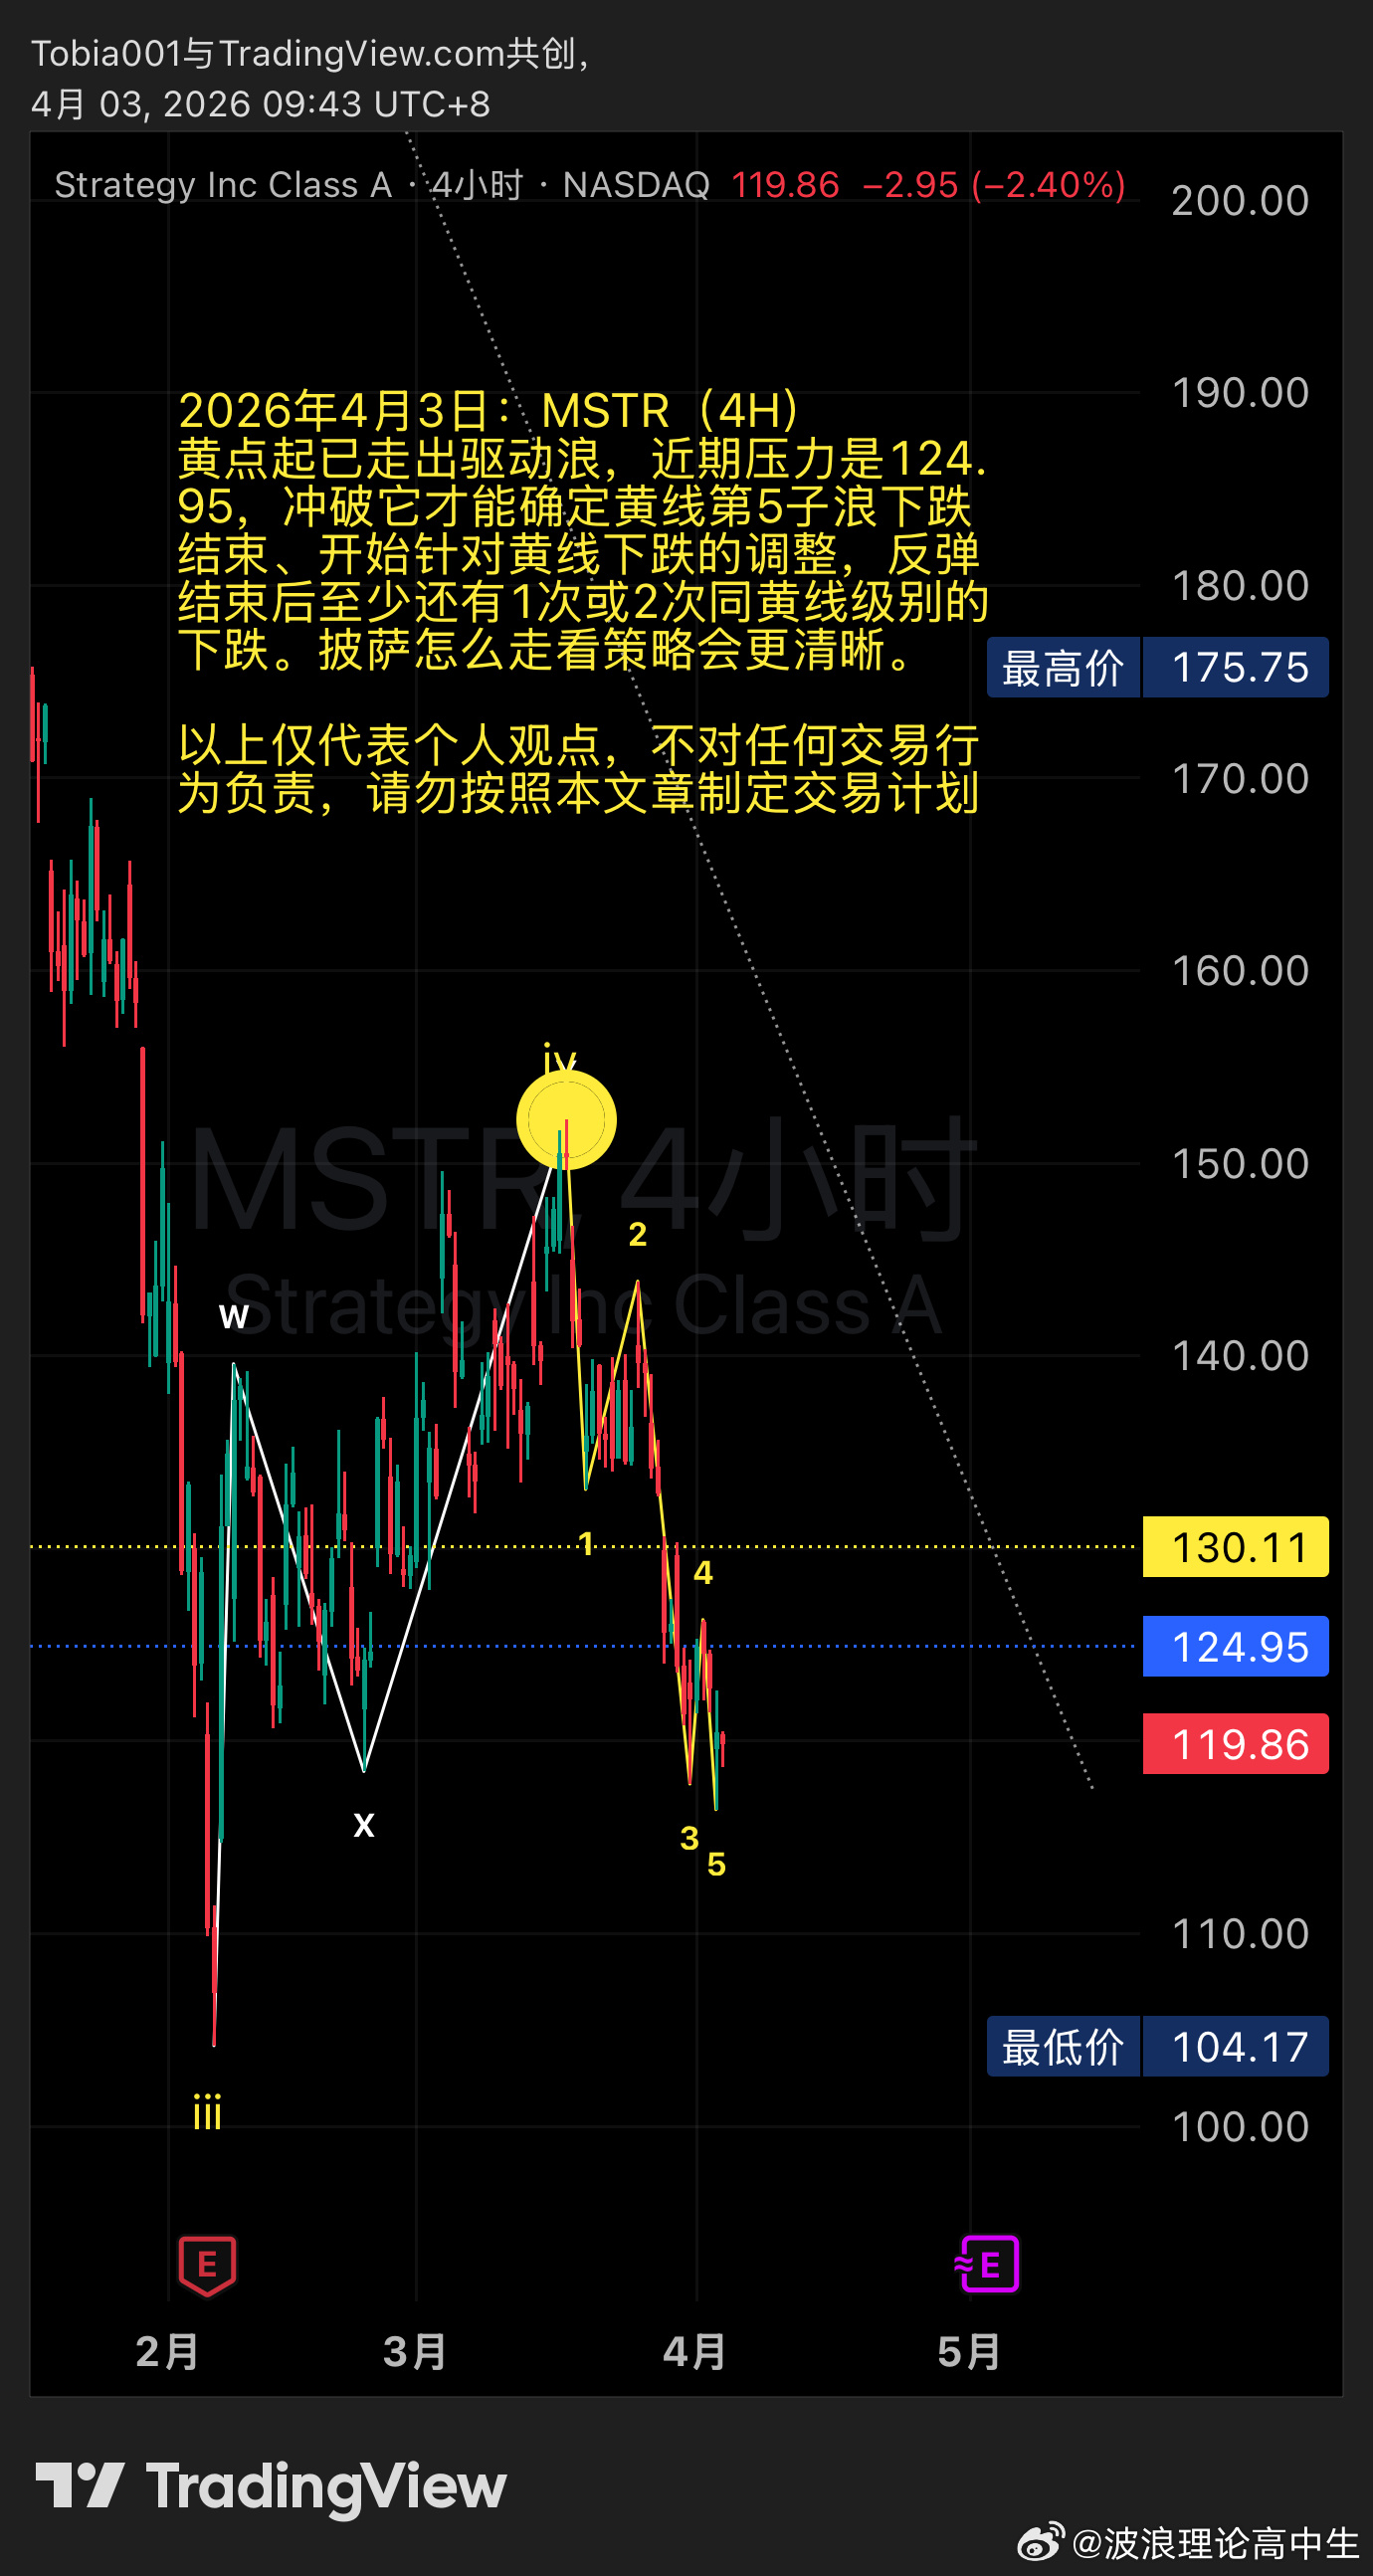 Tobia001与TradingView.com共创,
4月 03, 2026 09:43 UTC+8
Strategy Inc Class A · 4小时 · NASDAQ 119.86 −2.95 (−2.40%)
200.00
190.00
2026年4月3日：MSTR（4H）
黄点起已走出驱动浪，近期压力是124.
95，冲破它才能确定黄线第5子浪下跌
结束、开始针对黄线下跌的调整，反弹
结束后至少还有1次或2次同黄线级别的
下跌。披萨怎么走看策略会更清晰。
180.00
最高价 175.75
以上仅代表个人观点，不对任何交易行
为负责，请勿按照本文章制定交易计划
170.00
160.00
iv
150.00
MSTR, 4小时
Strategy Inc Class A
2
w
140.00
1
130.11
4
124.95
119.86
x
3
5
110.00
最低价 104.17
iii
100.00
E
≈E
2月 3月 4月 5月
TradingView
@波浪理论高中生